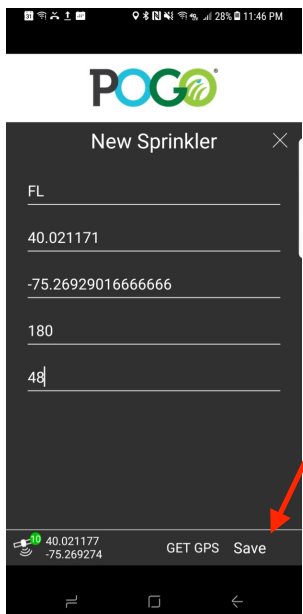 28% 11:46 PM
POGO
New Sprinkler
FL
40.021171
-75.26929016666666
180
48
10 40.021177
-75.269274
GET GPS Save